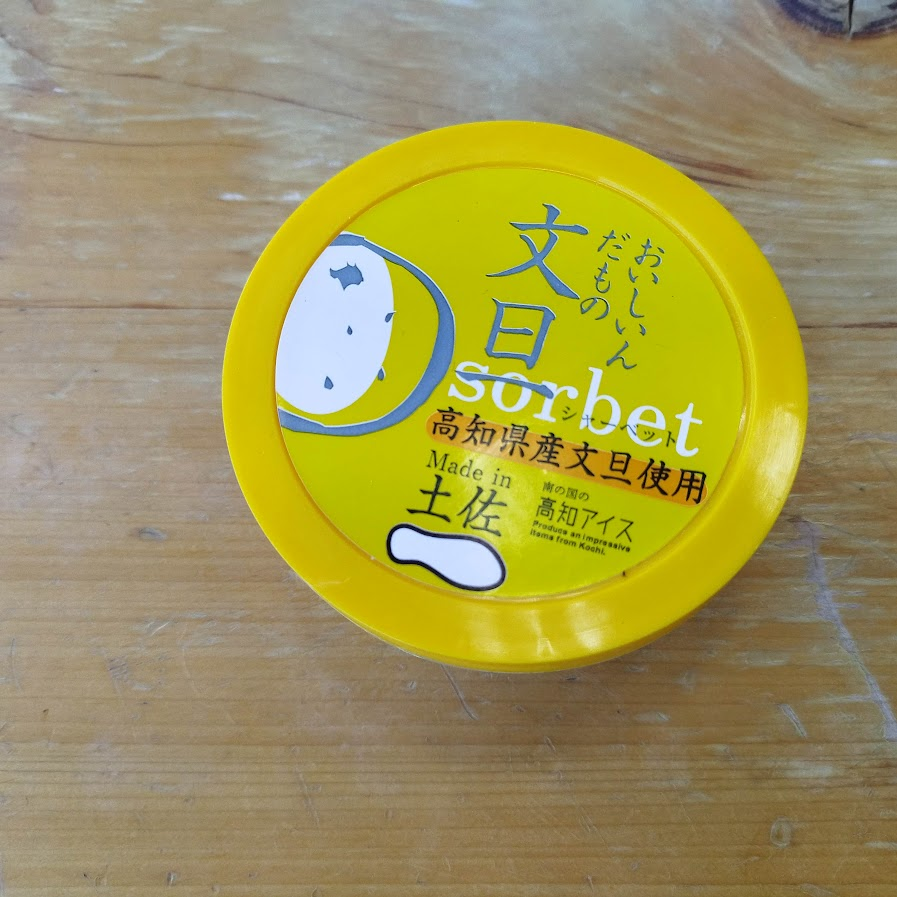 おいしいん
だもの
文旦
sorbet
シャーベット
高知県産文旦使用
Made in
土佐
南の国の
高知アイス
Produce an impressive
items from Kochi.